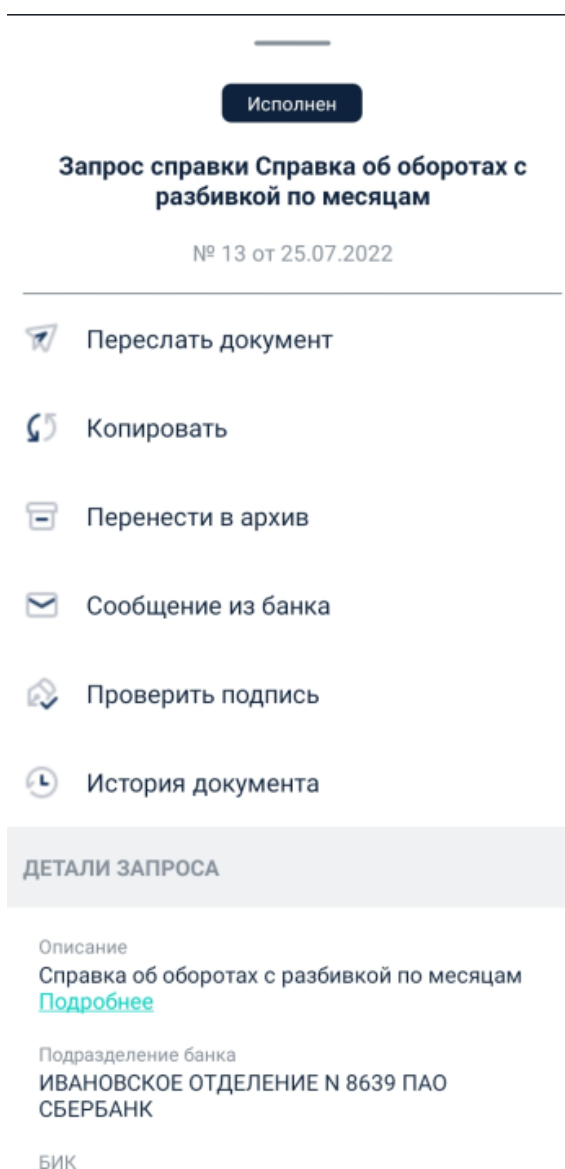 Исполнен
Запрос справки Справка об оборотах с
разбивкой по месяцам
№ 13 от 25.07.2022
Переслать документ
Копировать
Перенести в архив
Сообщение из банка
Проверить подпись
История документа
ДЕТАЛИ ЗАПРОСА
Описание
Справка об оборотах с разбивкой по месяцам
Подробнее
Подразделение банка
ИВАНОВСКОЕ ОТДЕЛЕНИЕ N 8639 ПАО
СБЕРБАНК
БИК